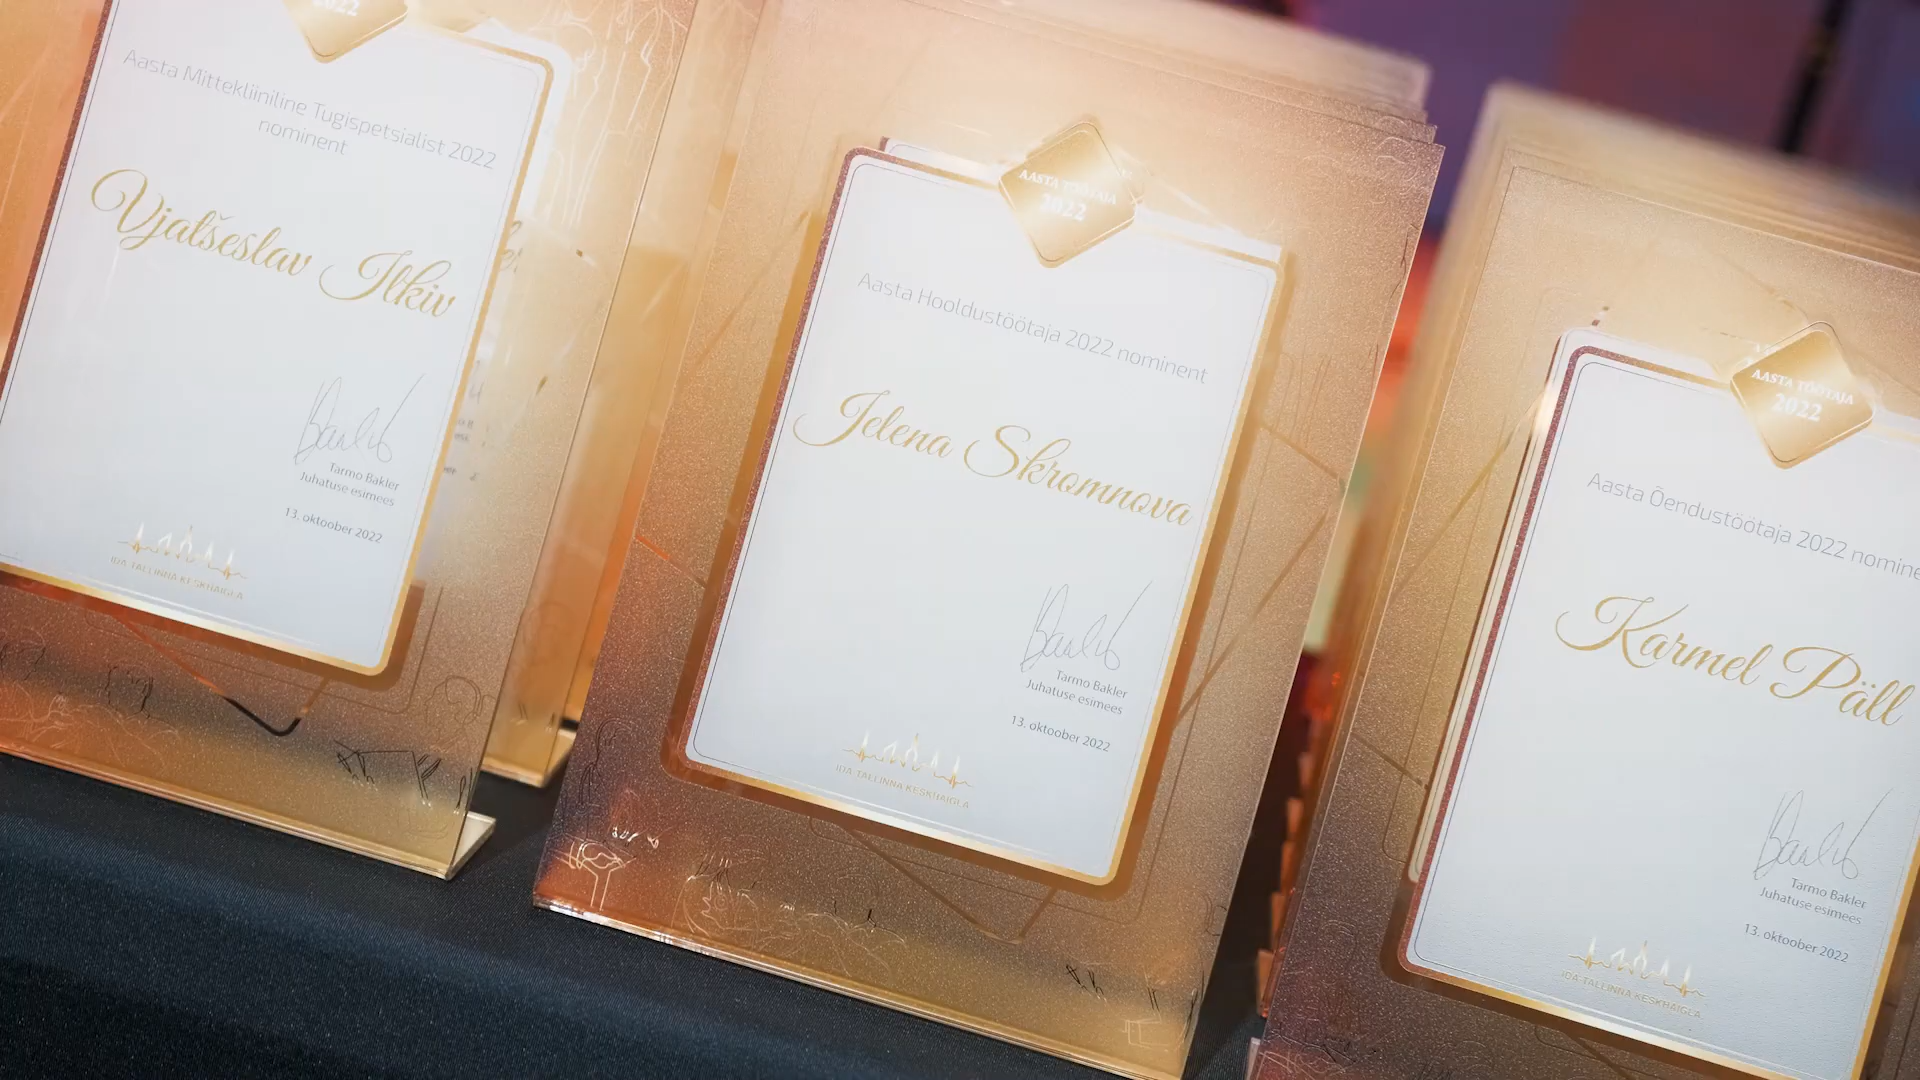 2022
Aasta Mittekliiniline Tugispetsialist 2022
nominent
Vjatšeslav Ilkiv
Tarmo Bakler
Juhatuse esimees
13. oktoober 2022
IDA-TALLINNA KESKHAIGLA
AASTA TÖÖTAJA
2022
Aasta Hooldustöötaja 2022 nominent
Jelena Skromnova
Tarmo Bakler
Juhatuse esimees
13. oktoober 2022
IDA-TALLINNA KESKHAIGLA
AASTA TÖÖTAJA
2022
Aasta Õendustöötaja 2022 nomine
Karmel Päll
Tarmo Bakler
Juhatuse esimees
13. oktoober 2022
IDA-TALLINNA KESKHAIGLA